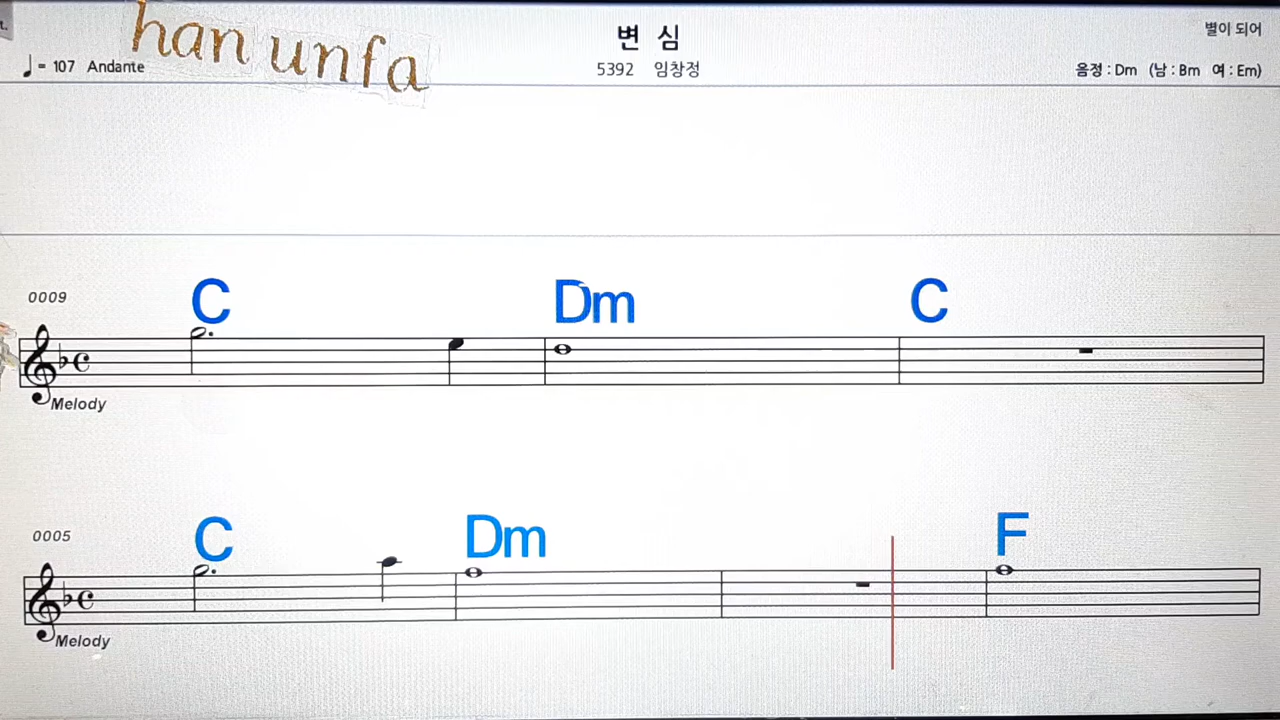 han unfa
변 심
별이 되어
♩= 107 Andante
5392 임창정
음정 : Dm (남 : Bm 여 : Em)
0009
C Dm C
Melody
0005
C Dm F
Melody